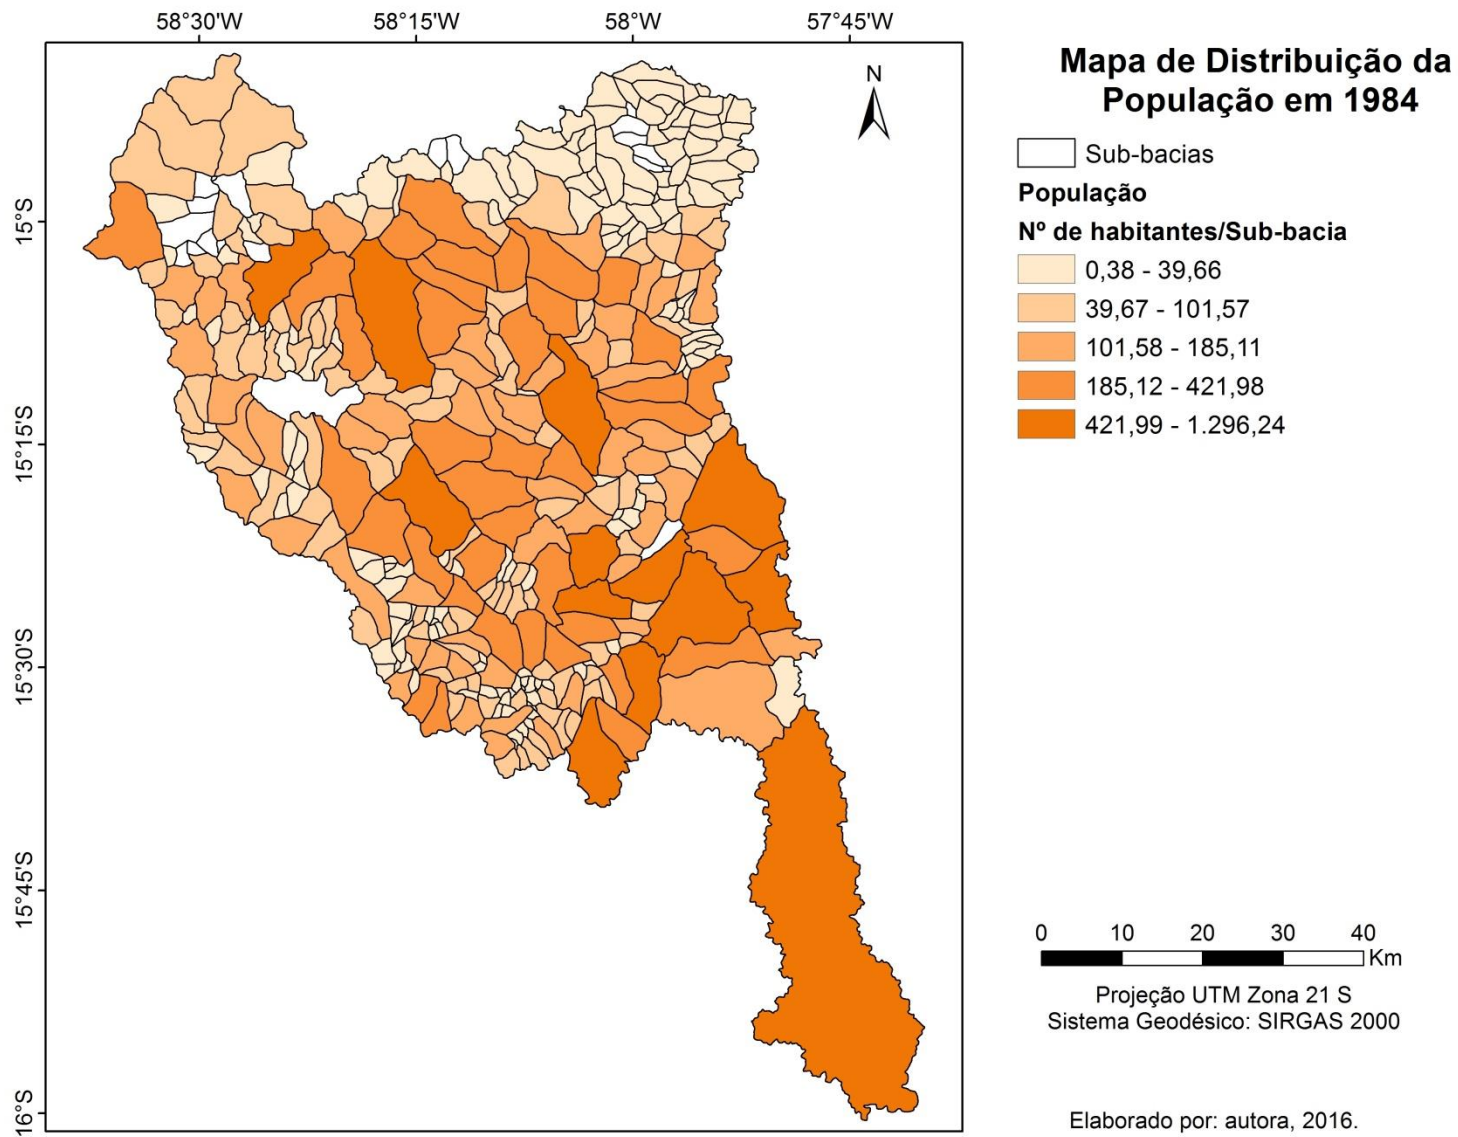 58°30'W
58°15'W
58°W
57°45'W
15°S
15°15'S
15°30'S
15°45'S
16°S
N
Mapa de Distribuição da
População em 1984
Sub-bacias
População
Nº de habitantes/Sub-bacia
0,38 - 39,66
39,67 - 101,57
101,58 - 185,11
185,12 - 421,98
421,99 - 1.296,24
0 10 20 30 40
Km
Projeção UTM Zona 21 S
Sistema Geodésico: SIRGAS 2000
Elaborado por: autora, 2016.